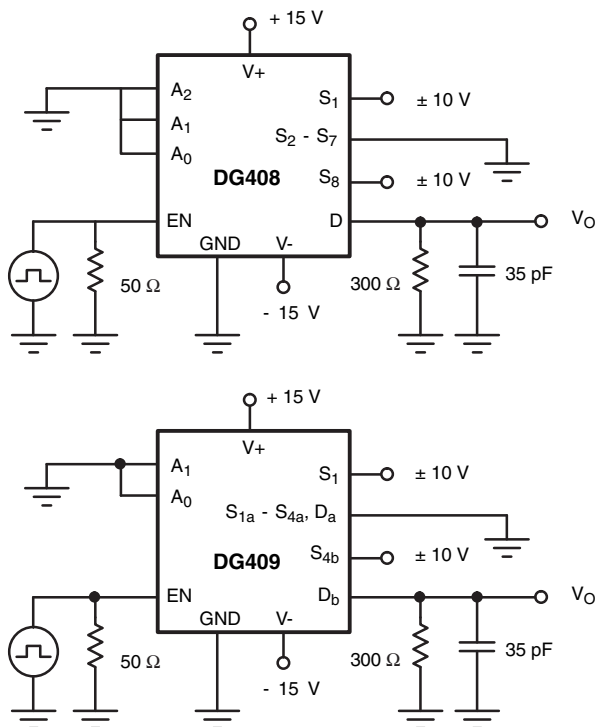 + 15 V
V+
A2
A1
A0
S1
± 10 V
S2 - S7
DG408
S8
± 10 V
EN
D
VO
GND
V-
50 Ω
300 Ω
35 pF
- 15 V
+ 15 V
V+
A1
A0
S1
± 10 V
S1a - S4a, Da
DG409
S4b
± 10 V
EN
Db
VO
GND
V-
50 Ω
300 Ω
35 pF
- 15 V